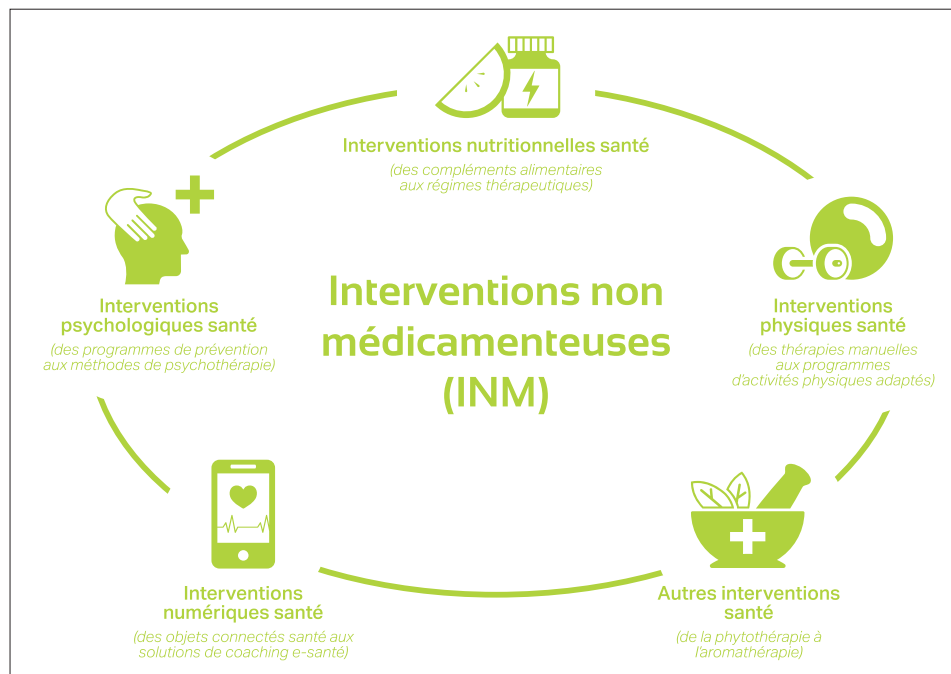 Interventions nutritionnelles santé
(des compléments alimentaires
aux régimes thérapeutiques)
Interventions
psychologiques santé
(des programmes de prévention
aux méthodes de psychothérapie)
Interventions non
médicamenteuses
(INM)
Interventions
physiques santé
(des thérapies manuelles
aux programmes
d'activités physiques adaptés)
Interventions
numériques santé
(des objets connectés santé aux
solutions de coaching e-santé)
Autres interventions
santé
(de la phytothérapie à
l'aromathérapie)